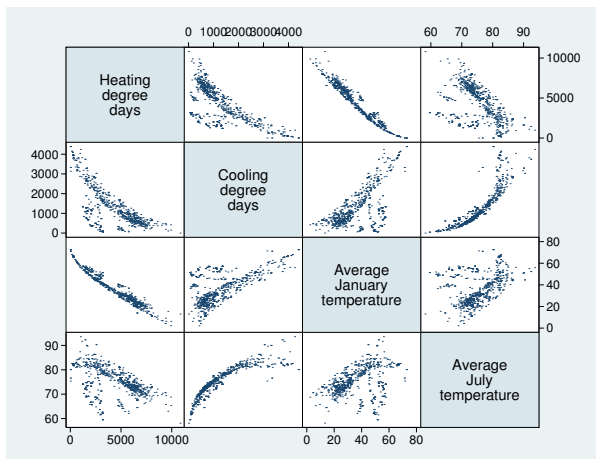 0 1000 2000 3000 4000
60 70 80 90
Heating
degree
days
10000
5000
0
4000
3000
2000
1000
0
Cooling
degree
days
Average
January
temperature
80
60
40
20
0
90
80
70
60
Average
July
temperature
0 5000 10000
0 20 40 60 80